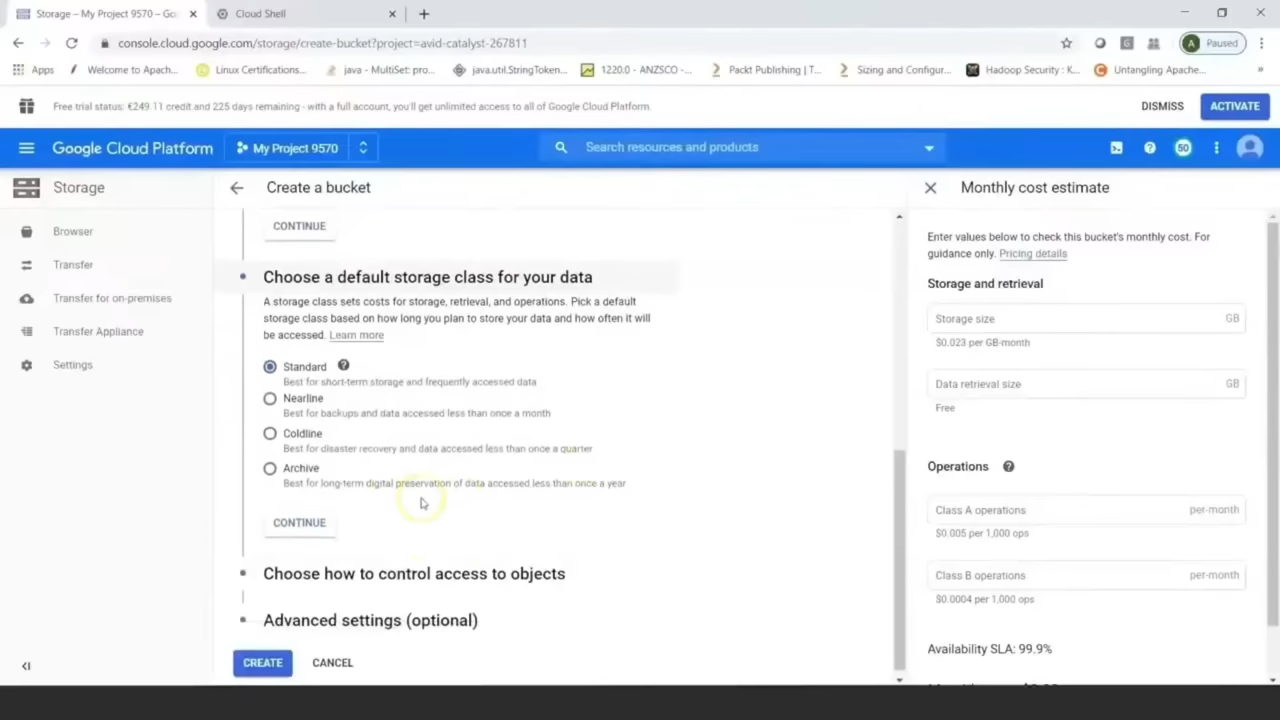 Storage – My Project 9570 – Go
Cloud Shell
console.cloud.google.com/storage/create-bucket?project=avid-catalyst-267811
A
Paused
Apps
Welcome to Apach...
Linux Certifications...
java - MultiSet: pro...
java.util.StringToken...
1220.0 - ANZSCO -...
Packt Publishing | T...
Sizing and Configur...
Hadoop Security : K...
Untangling Apache...
»
Free trial status: €249.11 credit and 225 days remaining - with a full account, you'll get unlimited access to all of Google Cloud Platform.
DISMISS
ACTIVATE
Google Cloud Platform
My Project 9570
Search resources and products
50
Storage
Create a bucket
Monthly cost estimate
Browser
Transfer
Transfer for on-premises
Transfer Appliance
Settings
CONTINUE
Choose a default storage class for your data
A storage class sets costs for storage, retrieval, and operations. Pick a default
storage class based on how long you plan to store your data and how often it will
be accessed. Learn more
Standard
Best for short-term storage and frequently accessed data
Nearline
Best for backups and data accessed less than once a month
Coldline
Best for disaster recovery and data accessed less than once a quarter
Archive
Best for long-term digital preservation of data accessed less than once a year
CONTINUE
Choose how to control access to objects
Advanced settings (optional)
CREATE
CANCEL
Enter values below to check this bucket's monthly cost. For
guidance only. Pricing details
Storage and retrieval
Storage size GB
$0.023 per GB-month
Data retrieval size GB
Free
Operations
Class A operations per-month
$0.005 per 1,000 ops
Class B operations per-month
$0.0004 per 1,000 ops
Availability SLA: 99.9%